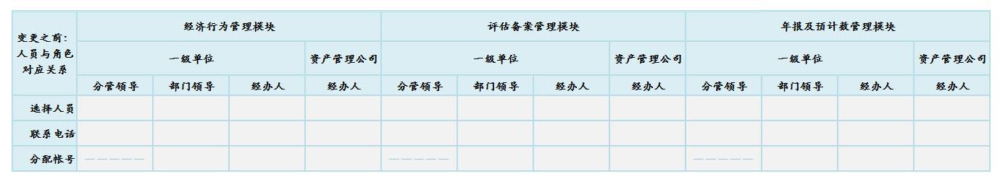 变更之前：
人员与角色
对应关系
经济行为管理模块 评估备案管理模块 年报及预计数管理模块
一级单位 资产管理公司 一级单位 资产管理公司 一级单位 资产管理公司
分管领导 部门领导 经办人 经办人 分管领导 部门领导 经办人 经办人 分管领导 部门领导 经办人 经办人
选择人员
联系电话
分配帐号 ————— ————— —————